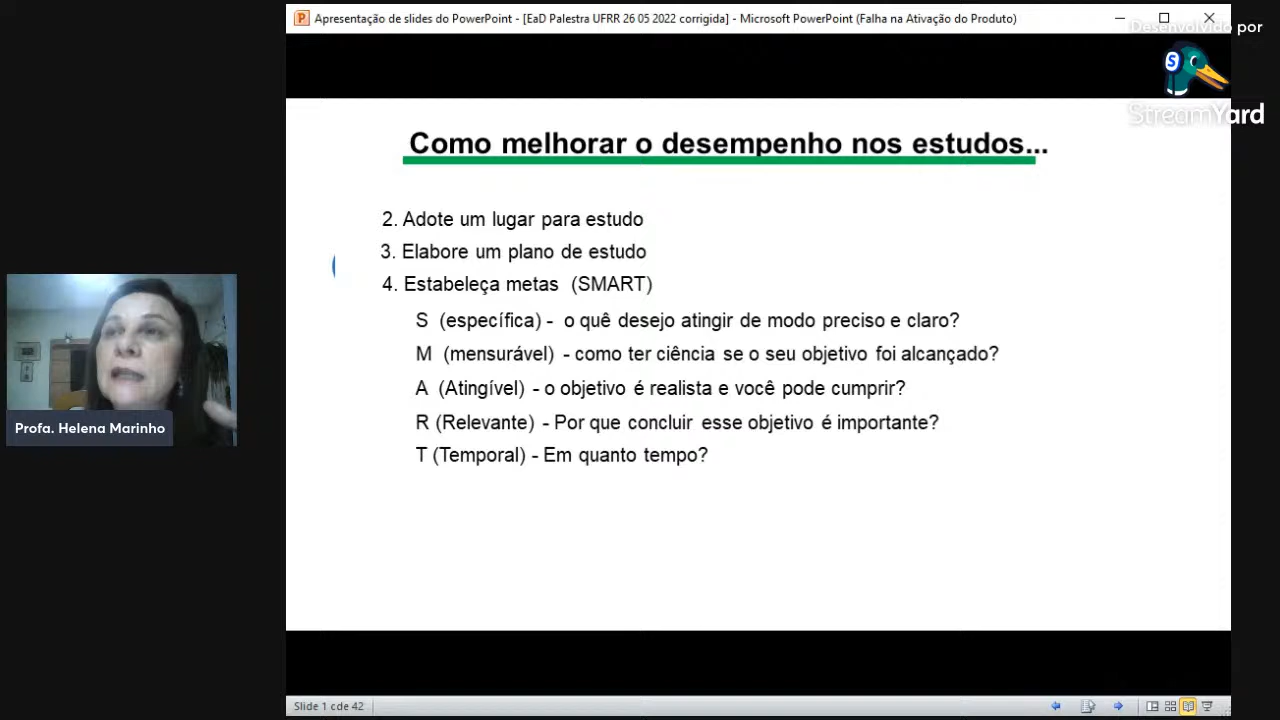 Apresentação de slides do PowerPoint - [EaD Palestra UFRR 26 05 2022 corrigida] - Microsoft PowerPoint (Falha na Ativação do Produto)
Desenvolvido por
S
StreamYard
Como melhorar o desempenho nos estudos...
2. Adote um lugar para estudo
3. Elabore um plano de estudo
4. Estabeleça metas (SMART)
S (específica) - o quê desejo atingir de modo preciso e claro?
M (mensurável) - como ter ciência se o seu objetivo foi alcançado?
A (Atingível) - o objetivo é realista e você pode cumprir?
R (Relevante) - Por que concluir esse objetivo é importante?
T (Temporal) - Em quanto tempo?
Profa. Helena Marinho
Slide 1 cde 42